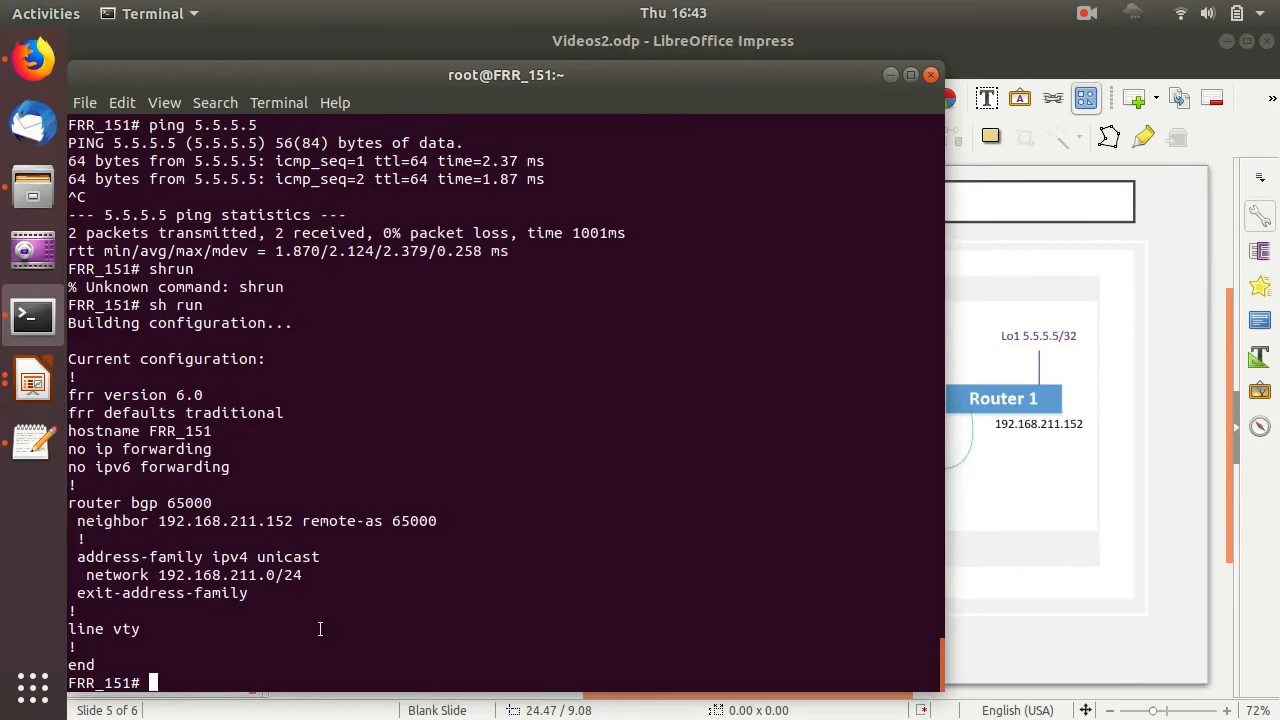 Activities
Terminal
Thu 16:43
Videos2.odp - LibreOffice Impress
root@FRR_151:~
File Edit View Search Terminal Help
FRR_151# ping 5.5.5.5
PING 5.5.5.5 (5.5.5.5) 56(84) bytes of data.
64 bytes from 5.5.5.5: icmp_seq=1 ttl=64 time=2.37 ms
64 bytes from 5.5.5.5: icmp_seq=2 ttl=64 time=1.87 ms
^C
--- 5.5.5.5 ping statistics ---
2 packets transmitted, 2 received, 0% packet loss, time 1001ms
rtt min/avg/max/mdev = 1.870/2.124/2.379/0.258 ms
FRR_151# shrun
% Unknown command: shrun
FRR_151# sh run
Building configuration...
Current configuration:
!
frr version 6.0
frr defaults traditional
hostname FRR_151
no ip forwarding
no ipv6 forwarding
!
router bgp 65000
neighbor 192.168.211.152 remote-as 65000
!
address-family ipv4 unicast
network 192.168.211.0/24
exit-address-family
!
line vty
!
end
FRR_151#
Lo1 5.5.5.5/32
Router 1
192.168.211.152
Slide 5 of 6
Blank Slide
24.47 / 9.08
0.00 x 0.00
English (USA)
72%